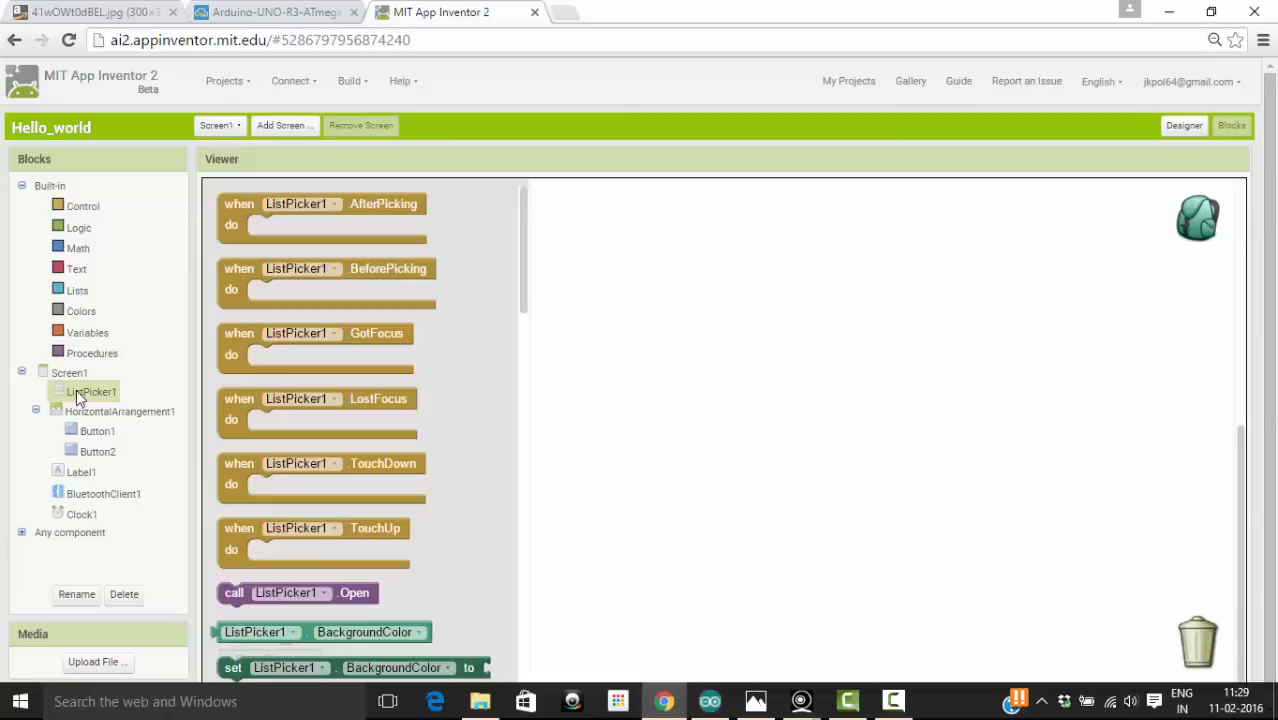 41wOWt0dBEL.jpg (300×3
Arduino-UNO-R3-ATmega
MIT App Inventor 2
ai2.appinventor.mit.edu/#5286797956874240
MIT App Inventor 2
Beta
Projects
Connect
Build
Help
My Projects
Gallery
Guide
Report an Issue
English
jkpol64@gmail.com
Hello_world
Screen1
Add Screen ...
Remove Screen
Designer
Blocks
Blocks
Viewer
Built-in
Control
Logic
Math
Text
Lists
Colors
Variables
Procedures
Screen1
ListPicker1
HorizontalArrangement1
Button1
Button2
Label1
BluetoothClient1
Clock1
Any component
Rename
Delete
Media
Upload File ...
when ListPicker1 .AfterPicking
do
when ListPicker1 .BeforePicking
do
when ListPicker1 .GotFocus
do
when ListPicker1 .LostFocus
do
when ListPicker1 .TouchDown
do
when ListPicker1 .TouchUp
do
call ListPicker1 .Open
ListPicker1 . BackgroundColor
set ListPicker1 . BackgroundColor to
Search the web and Windows
ENG
IN
11:29
11-02-2016